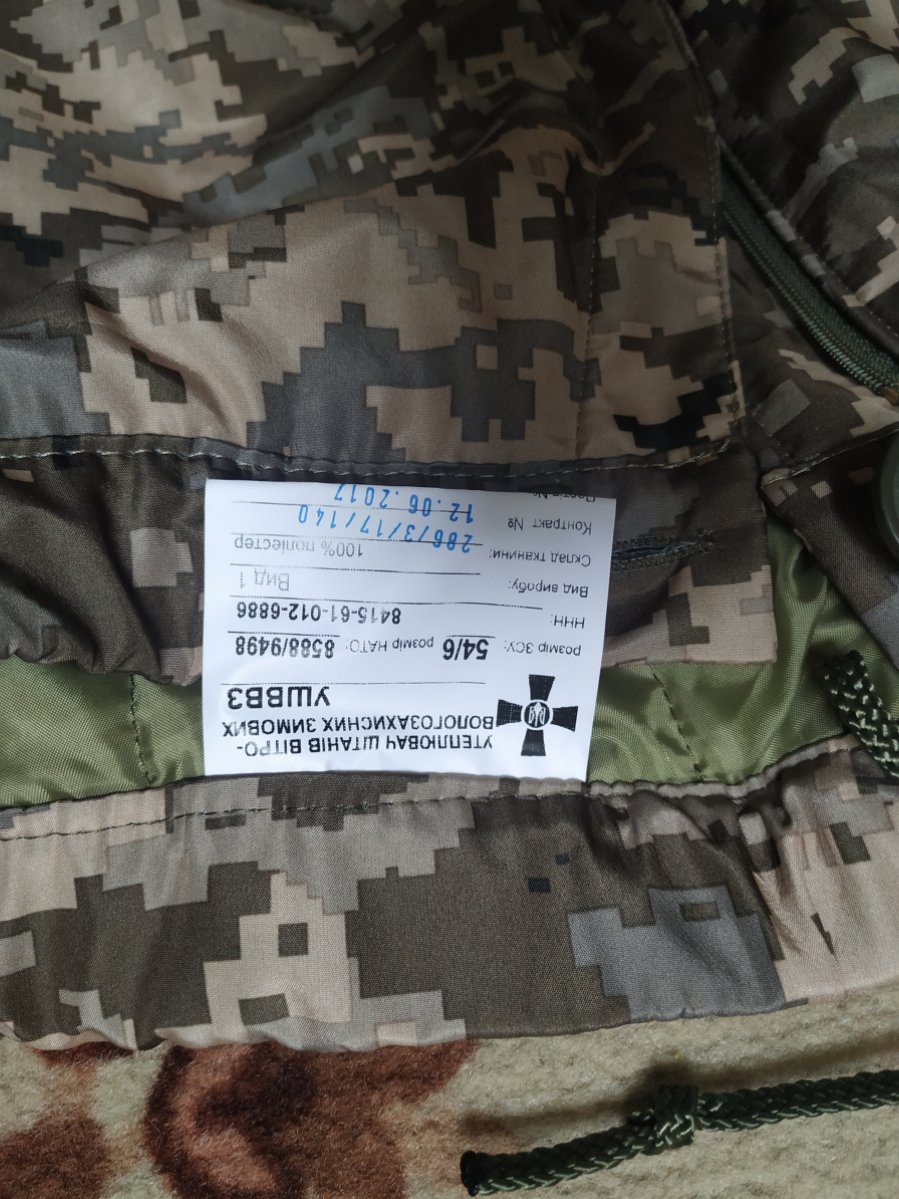 УТЕПЛЮВАЧ ШТАНІВ ВІТРО-
ВОЛОГОЗАХИСНИХ ЗИМОВИХ
УШВВЗ
розмір ЗСУ: 54/6 розмір НАТО: 8588/9498
ННН: 8415-61-012-6886
Вид виробу: Вид 1
Склад тканини: 100% поліестер
286/3/17/140
Контракт №
12.06.2017